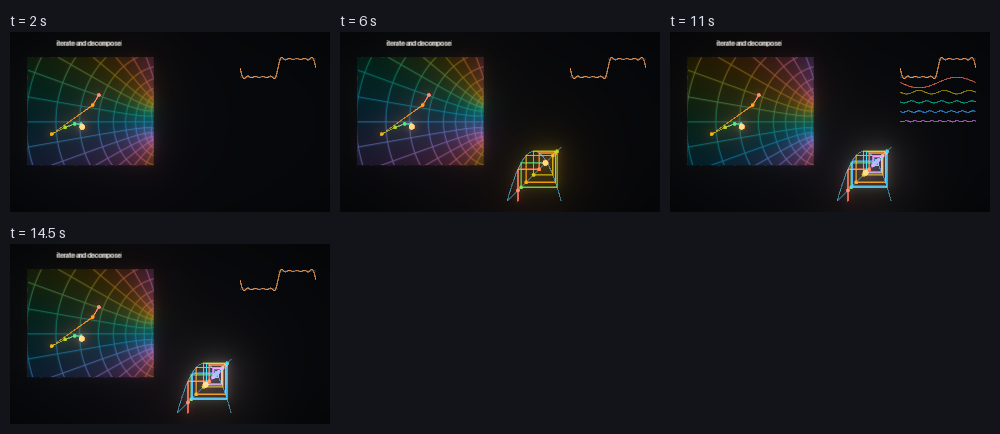 t = 2 s
t = 6 s
t = 11 s
iterate and decompose
iterate and decompose
iterate and decompose
t = 14.5 s
iterate and decompose